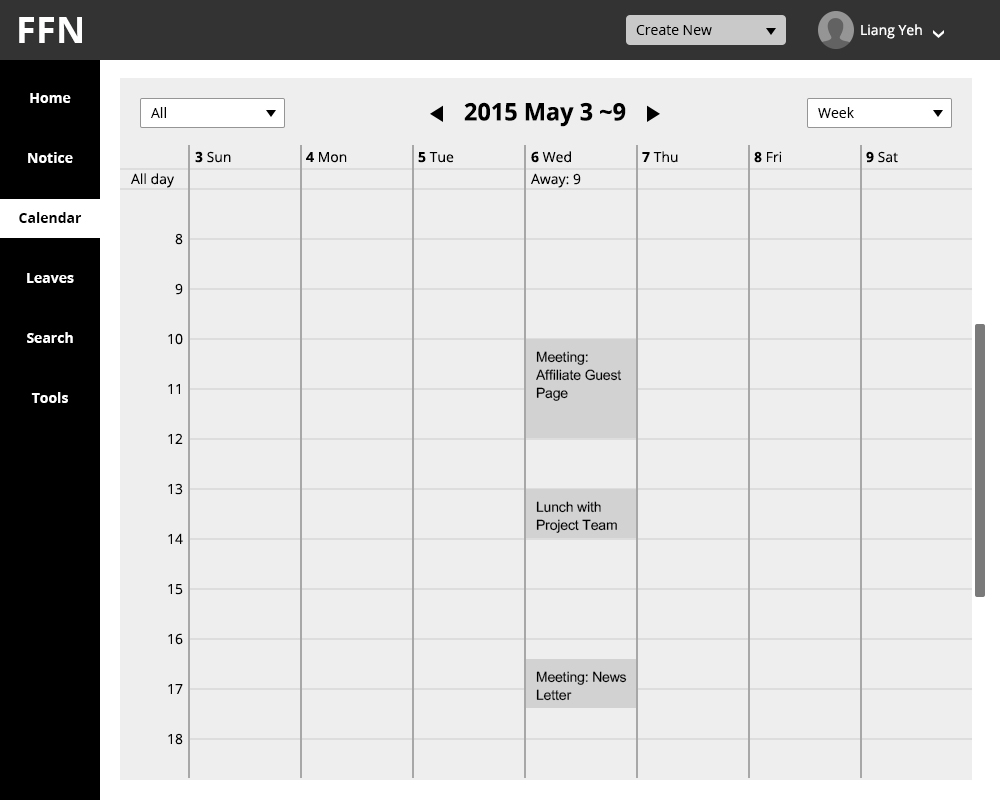 FFN
Create New
Liang Yeh
Home
Notice
Calendar
Leaves
Search
Tools
All
2015 May 3 ~9
Week
3 Sun
4 Mon
5 Tue
6 Wed
7 Thu
8 Fri
9 Sat
All day
Away: 9
8
9
10
Meeting:
Affiliate Guest
Page
11
12
13
Lunch with
Project Team
14
15
16
Meeting: News
Letter
17
18